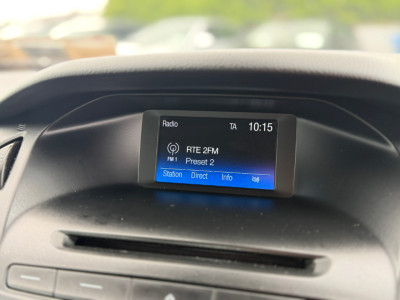 Radio TA 10:15
RTE 2FM
FM 1 Preset 2
Station Direct Info